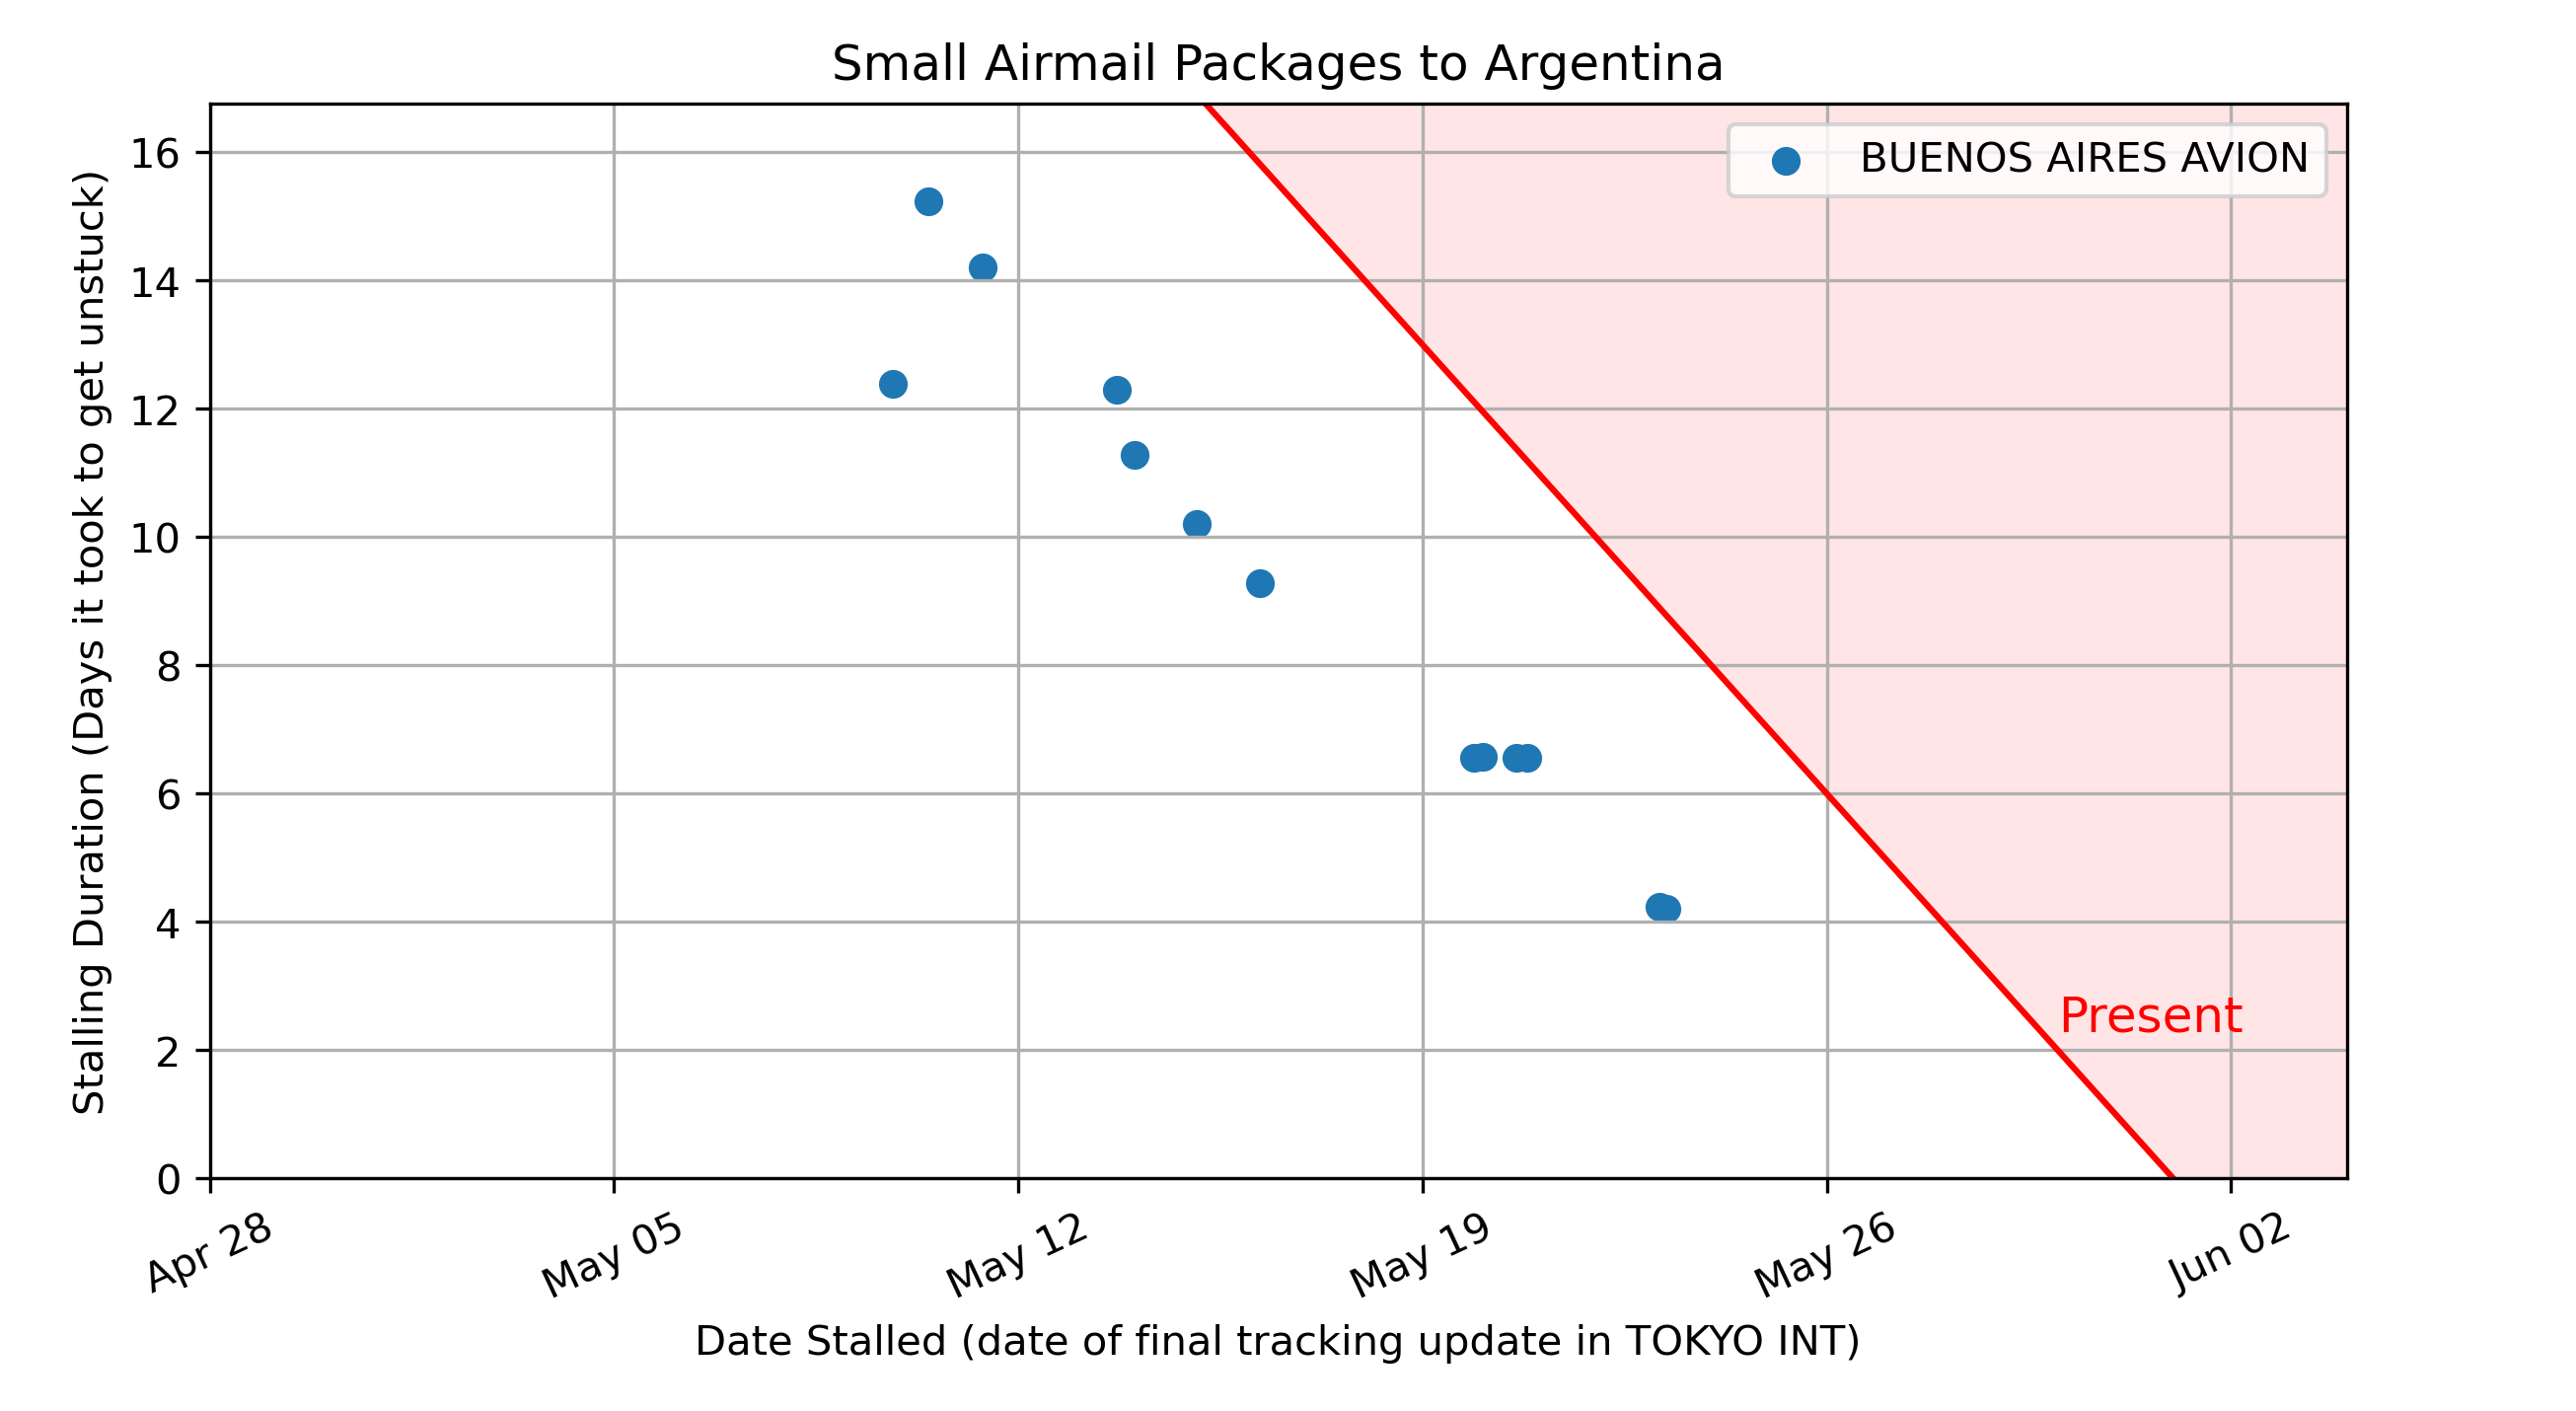 Small Airmail Packages to Argentina
BUENOS AIRES AVION
Stalling Duration (Days it took to get unstuck)
16
14
12
10
8
6
4
2
0
Present
Apr 28
May 05
May 12
May 19
May 26
Jun 02
Date Stalled (date of final tracking update in TOKYO INT)